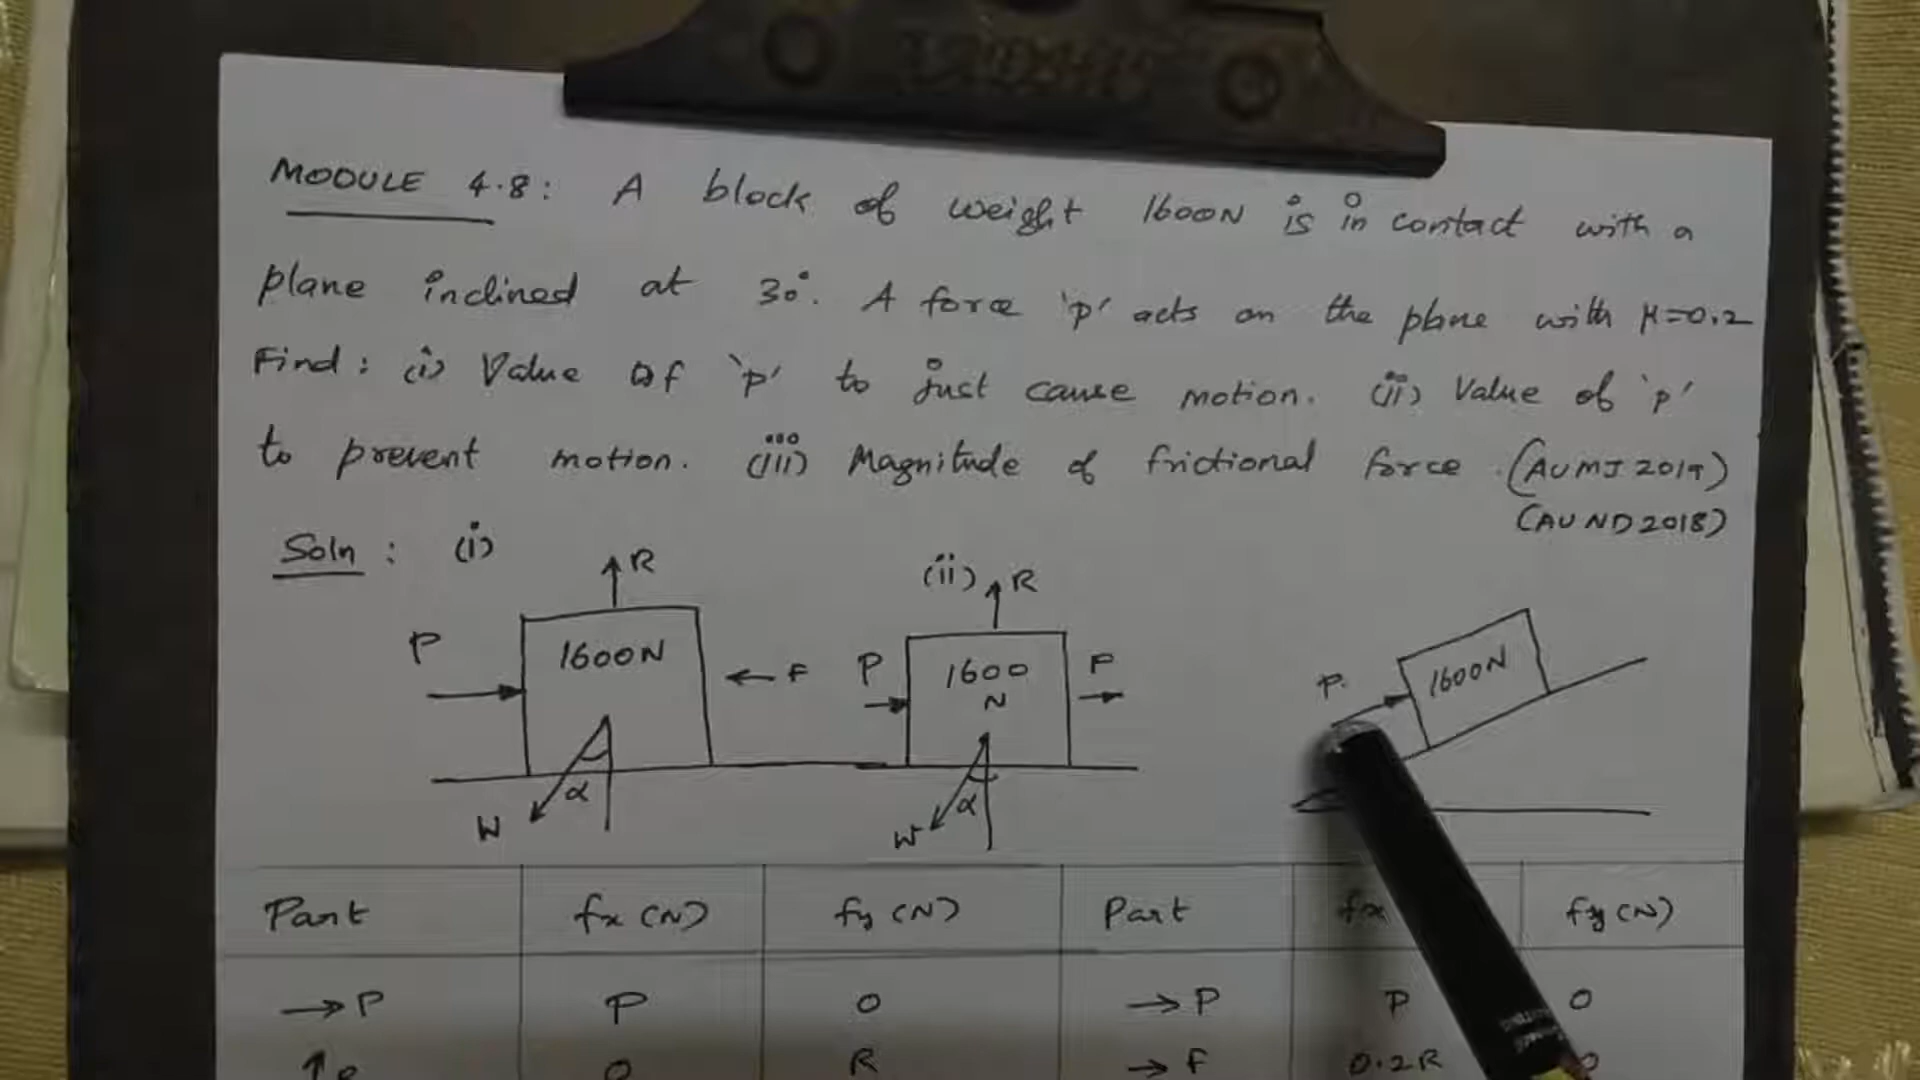 MODULE 4.8: A block of weight 1600N is in contact with a
plane inclined at 30°. A force 'p' acts on the plane with μ=0.2
Find: (i) Value of 'p' to just cause motion. (ii) Value of 'p'
to prevent motion. (iii) Magnitude of frictional force. (AUMJ 2019)
(AU ND 2018)
Soln: (i) R (ii) R
P 1600N F P 1600 N F P. 1600N
W α W α
Part fx (N) fy (N) Part fx fy (N)
→ P P 0 → P P 0
0 R → F 0.2R